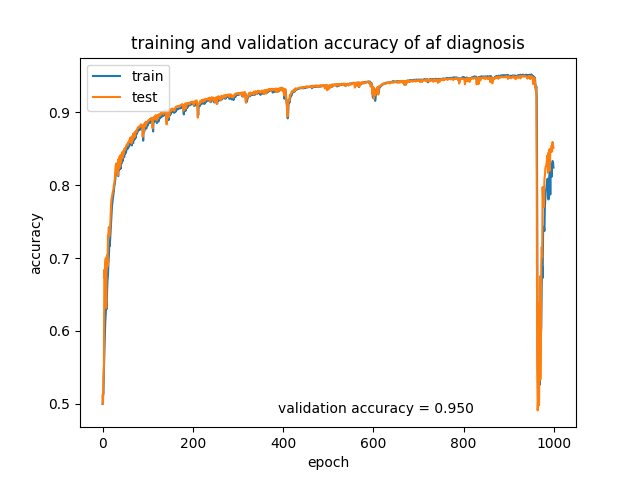 training and validation accuracy of af diagnosis
train
test
0.9
0.8
0.7
0.6
0.5
accuracy
validation accuracy = 0.950
0 200 400 600 800 1000
epoch